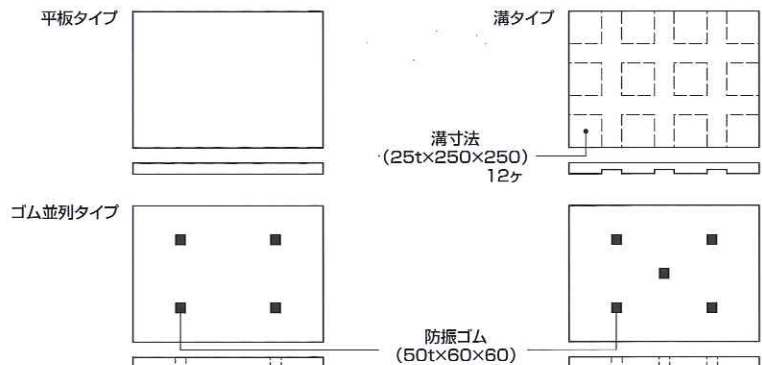 平板タイプ
溝タイプ
溝寸法
(25t×250×250)
12ヶ
ゴム並列タイプ
防振ゴム
(50t×60×60)